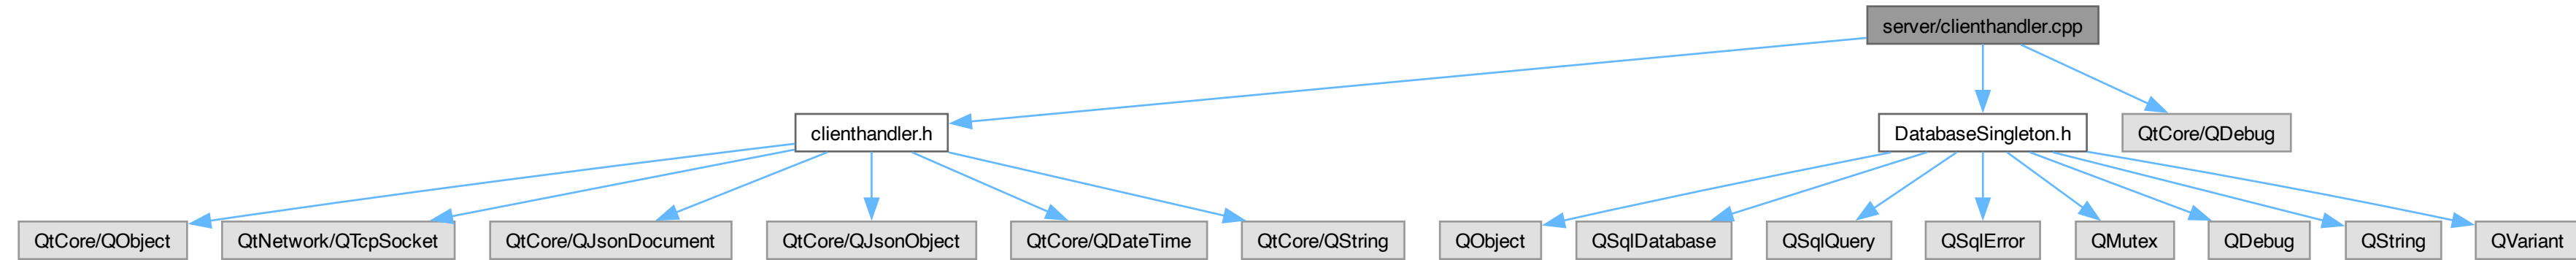 server/clienthandler.cpp
clienthandler.h
DatabaseSingleton.h
QtCore/QDebug
QtCore/QObject
QtNetwork/QTcpSocket
QtCore/QJsonDocument
QtCore/QJsonObject
QtCore/QDateTime
QtCore/QString
QObject
QSqlDatabase
QSqlQuery
QSqlError
QMutex
QDebug
QString
QVariant